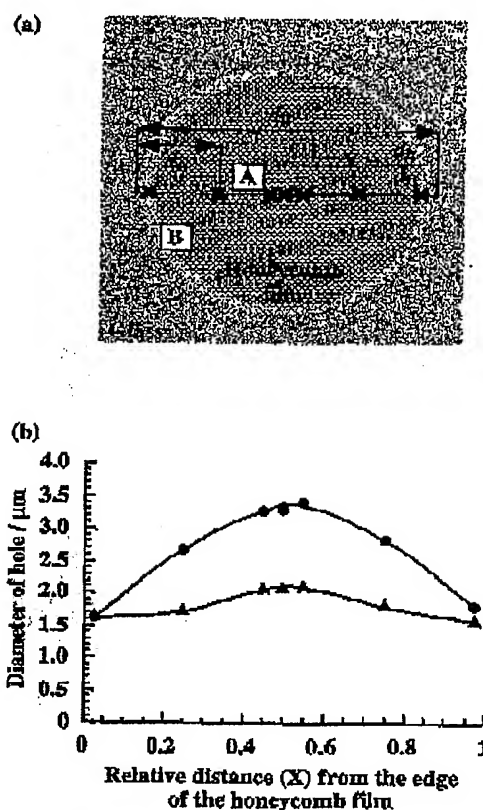 (a)
A
B
(b)
Diameter of hole / μm
4.0
3.5
3.0
2.5
2.0
1.5
1.0
0.5
0
0 0.2 0.4 0.6 0.8 1
Relative distance (X) from the edge
of the honeycomb film